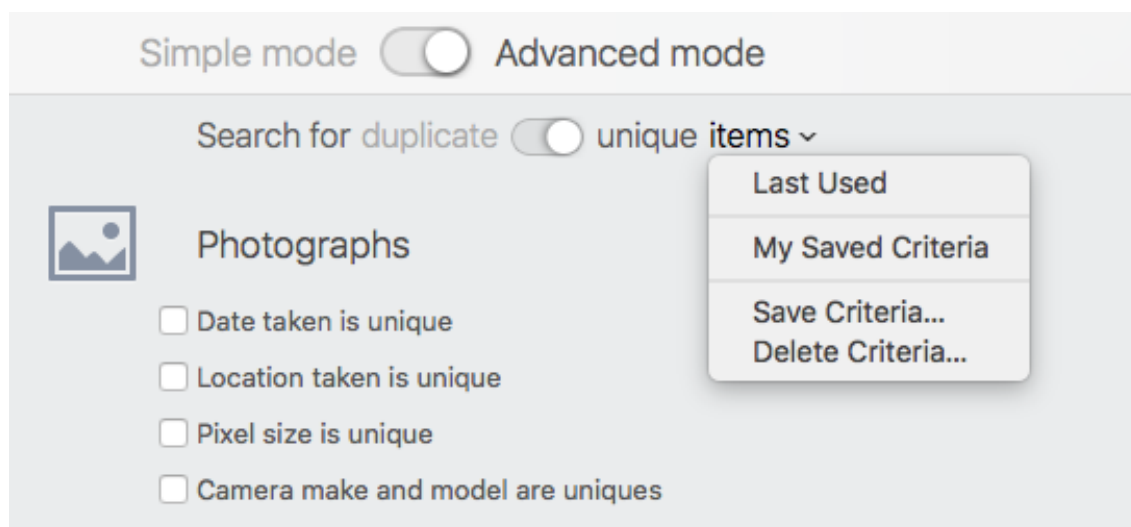 Simple mode Advanced mode
Search for duplicate unique items
Last Used
My Saved Criteria
Save Criteria...
Delete Criteria...
Photographs
Date taken is unique
Location taken is unique
Pixel size is unique
Camera make and model are uniques